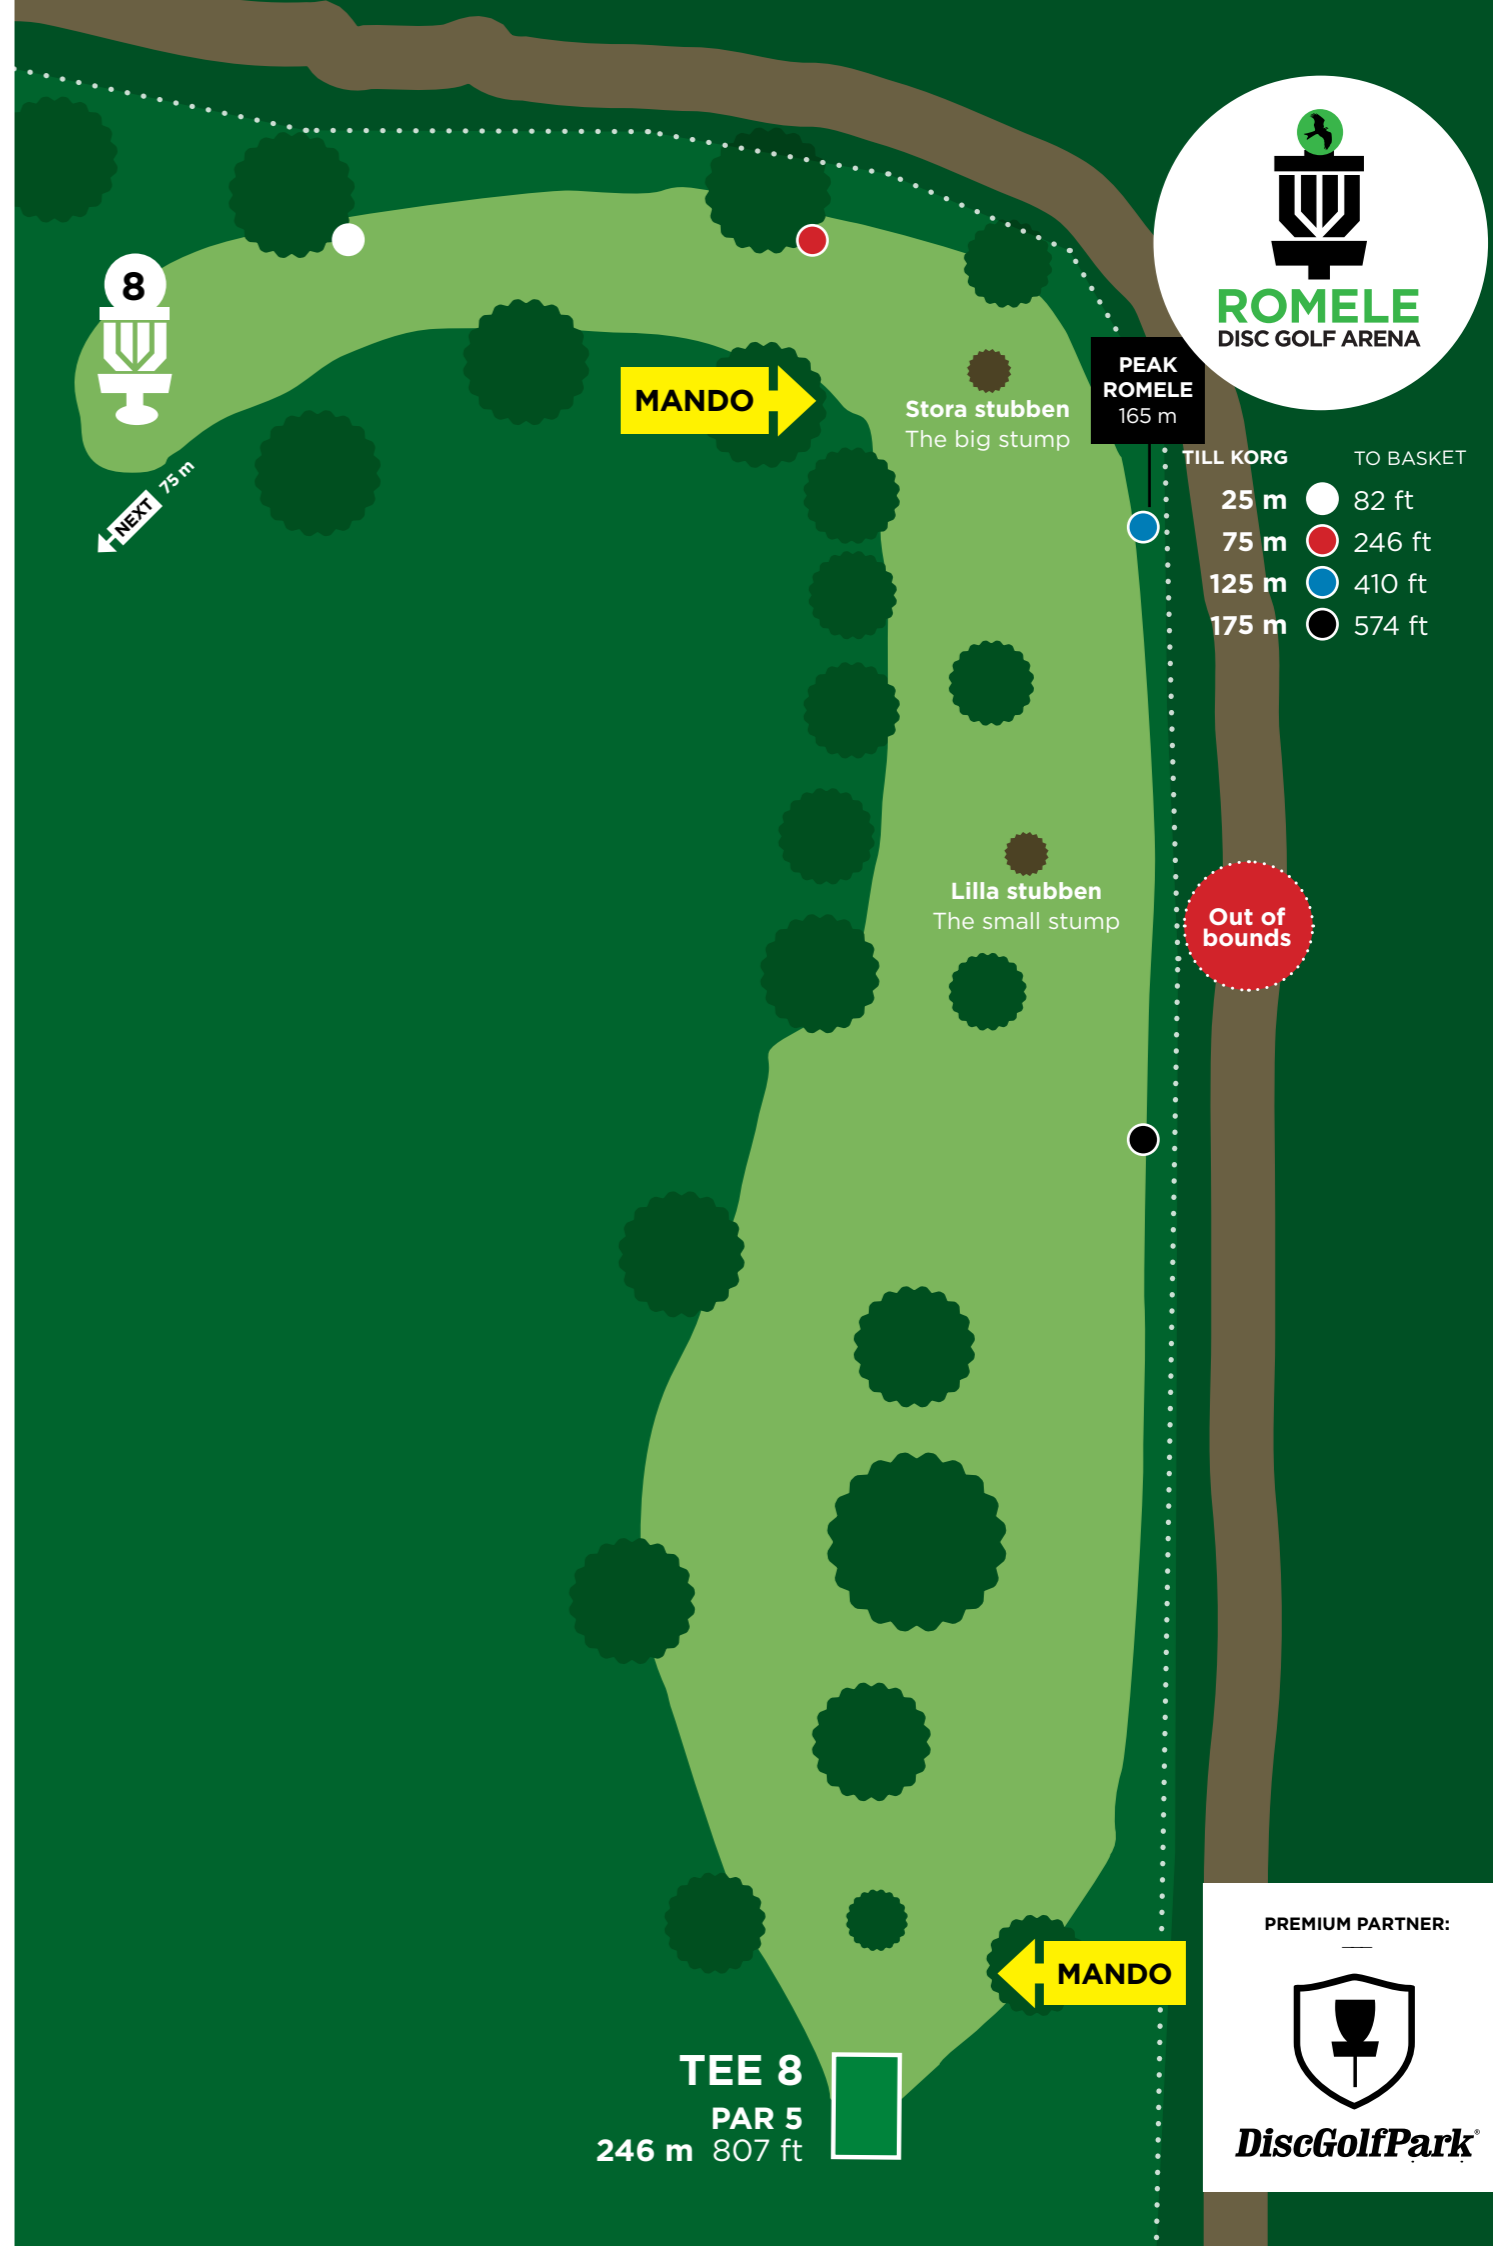 ROMELE
DISC GOLF ARENA
8
PEAK
ROMELE
165 m
MANDO
Stora stubben
The big stump
TILL KORG TO BASKET
25 m 82 ft
75 m 246 ft
125 m 410 ft
175 m 574 ft
75 m
NEXT
Lilla stubben
The small stump
Out of
bounds
MANDO
PREMIUM PARTNER:
DiscGolfPark®
TEE 8
PAR 5
246 m 807 ft